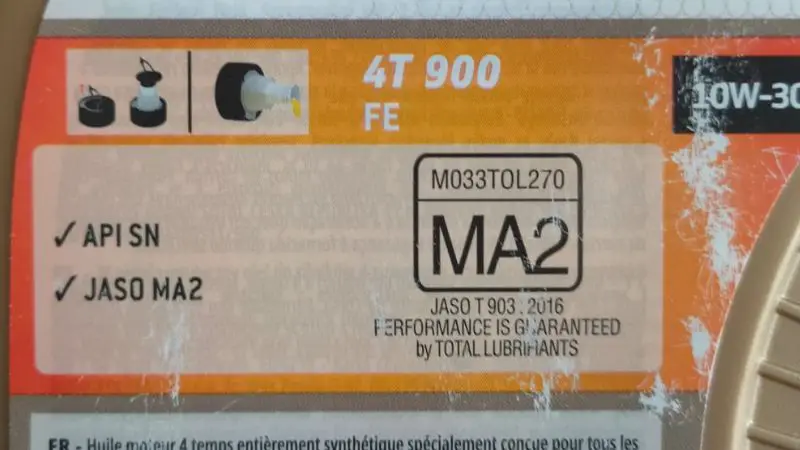 4T 900
FE
10W-30
M033TOL270
MA2
✓ API SN
✓ JASO MA2
JASO T 903 : 2016
PERFORMANCE IS GUARANTEED
by TOTAL LUBRIFIANTS
FR - Huile moteur 4 temps entièrement synthétique spécialement conçue pour tous les